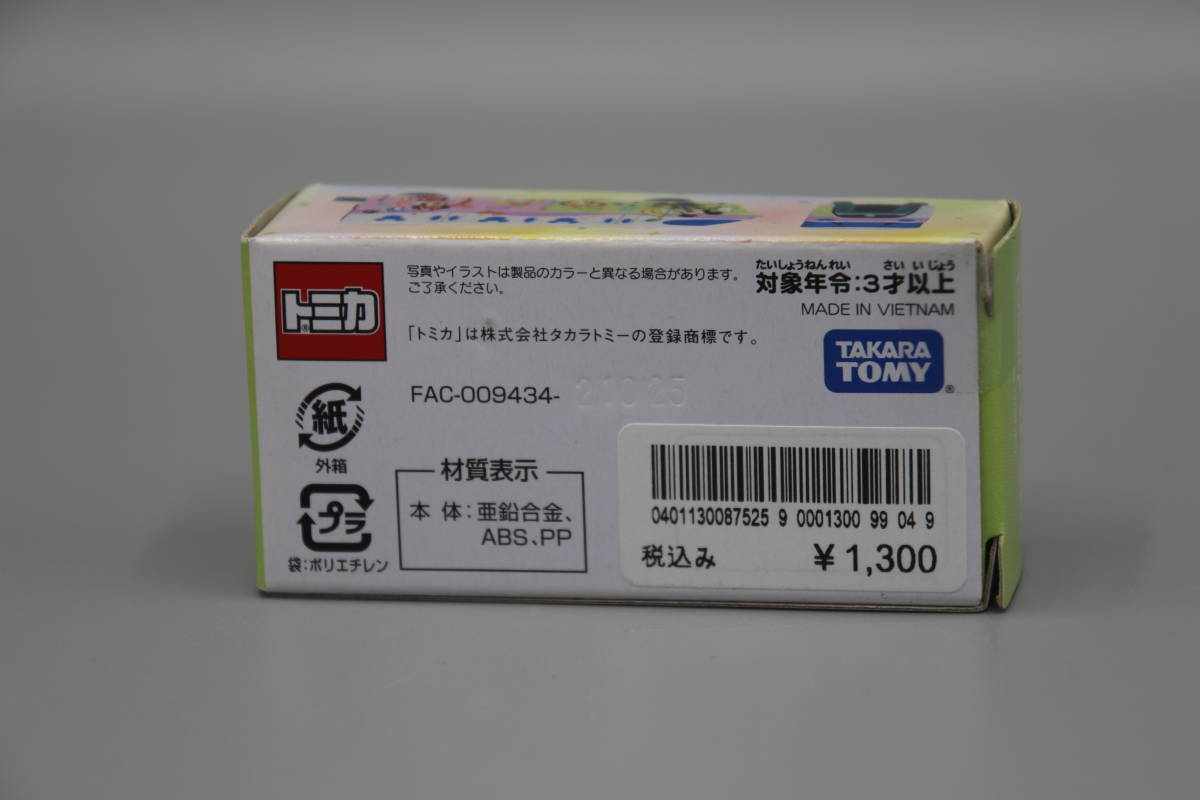 トミカ®
写真やイラストは製品のカラーと異なる場合があります。
ご了承ください。
「トミカ」は株式会社タカラトミーの登録商標です。
FAC-009434-
たいしょうねんれい さい いじょう
対象年令:3才以上
MADE IN VIETNAM
TAKARA
TOMY®
紙
外箱
プラ
袋:ポリエチレン
材質表示
本 体:亜鉛合金、
ABS、PP
0401130087525 9 0001300 99 04 9
税込み ¥1,300